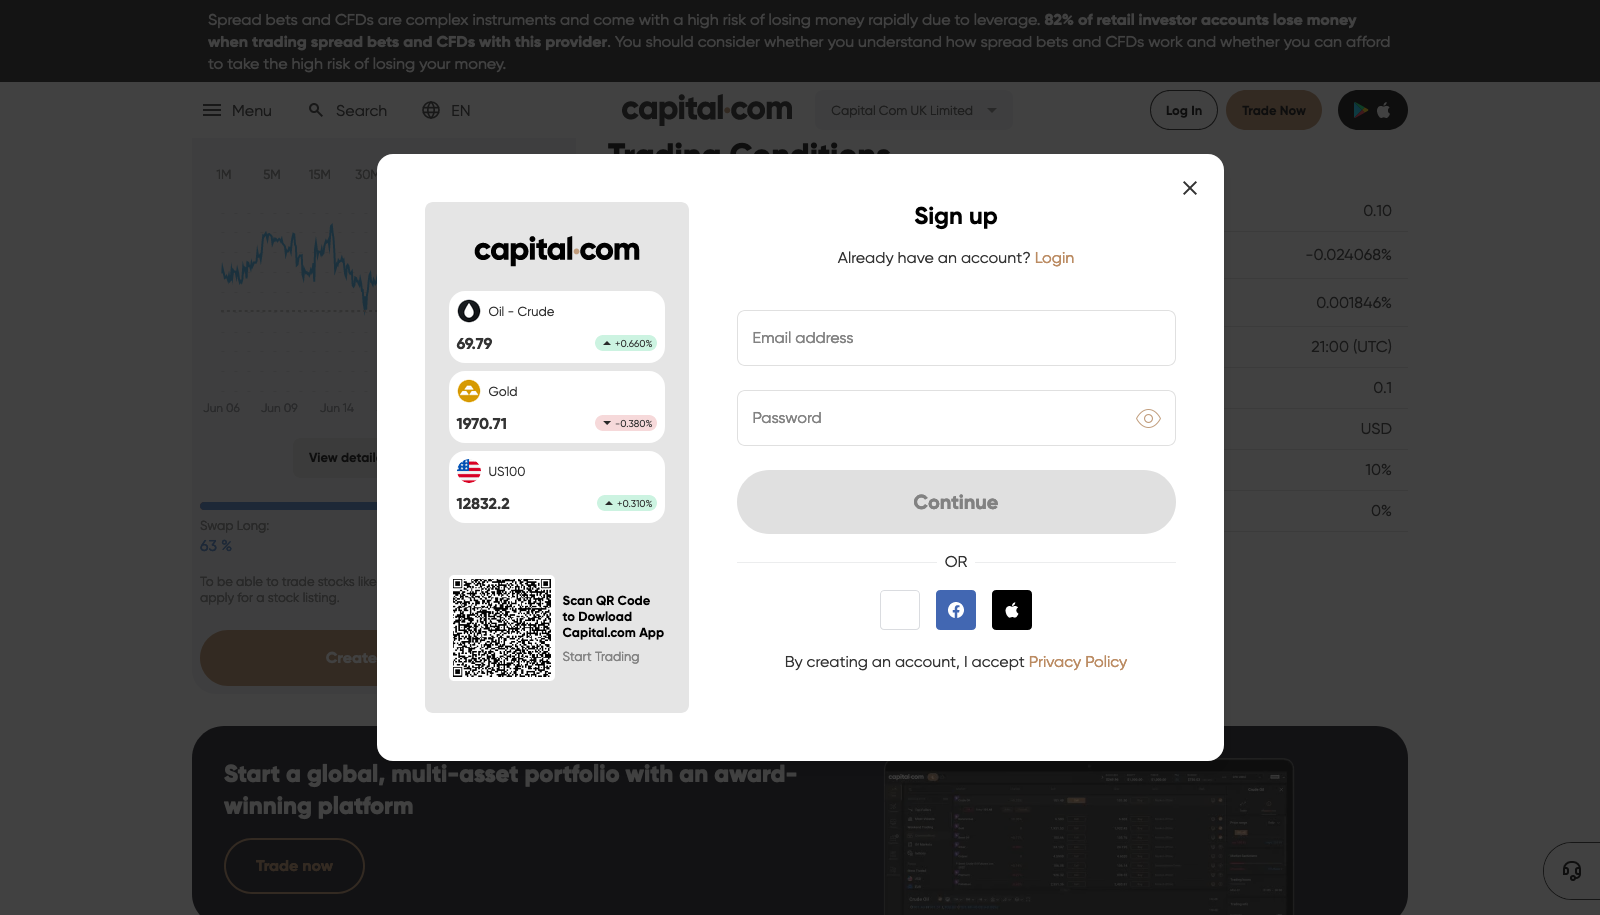 Spread bets and CFDs are complex instruments and come with a high risk of losing money rapidly due to leverage. 82% of retail investor accounts lose money
when trading spread bets and CFDs with this provider. You should consider whether you understand how spread bets and CFDs work and whether you can afford
to take the high risk of losing your money.
Menu
Search
EN
capital.com
Capital Com UK Limited
Log In
Trade Now
Trading Conditions
1M 5M 15M 30M
Jun 06 Jun 09 Jun 14
View detaile
Swap Long:
63 %
To be able to trade stocks like
apply for a stock listing.
Create
0.10
-0.024068%
0.001846%
21:00 (UTC)
0.1
USD
10%
0%
capital.com
Oil - Crude
69.79
+0.660%
Gold
1970.71
-0.380%
US100
12832.2
+0.310%
Scan QR Code
to Dowload
Capital.com App
Start Trading
Sign up
Already have an account? Login
Email address
Password
Continue
OR
By creating an account, I accept Privacy Policy
Start a global, multi-asset portfolio with an award-
winning platform
Trade now
capital.com